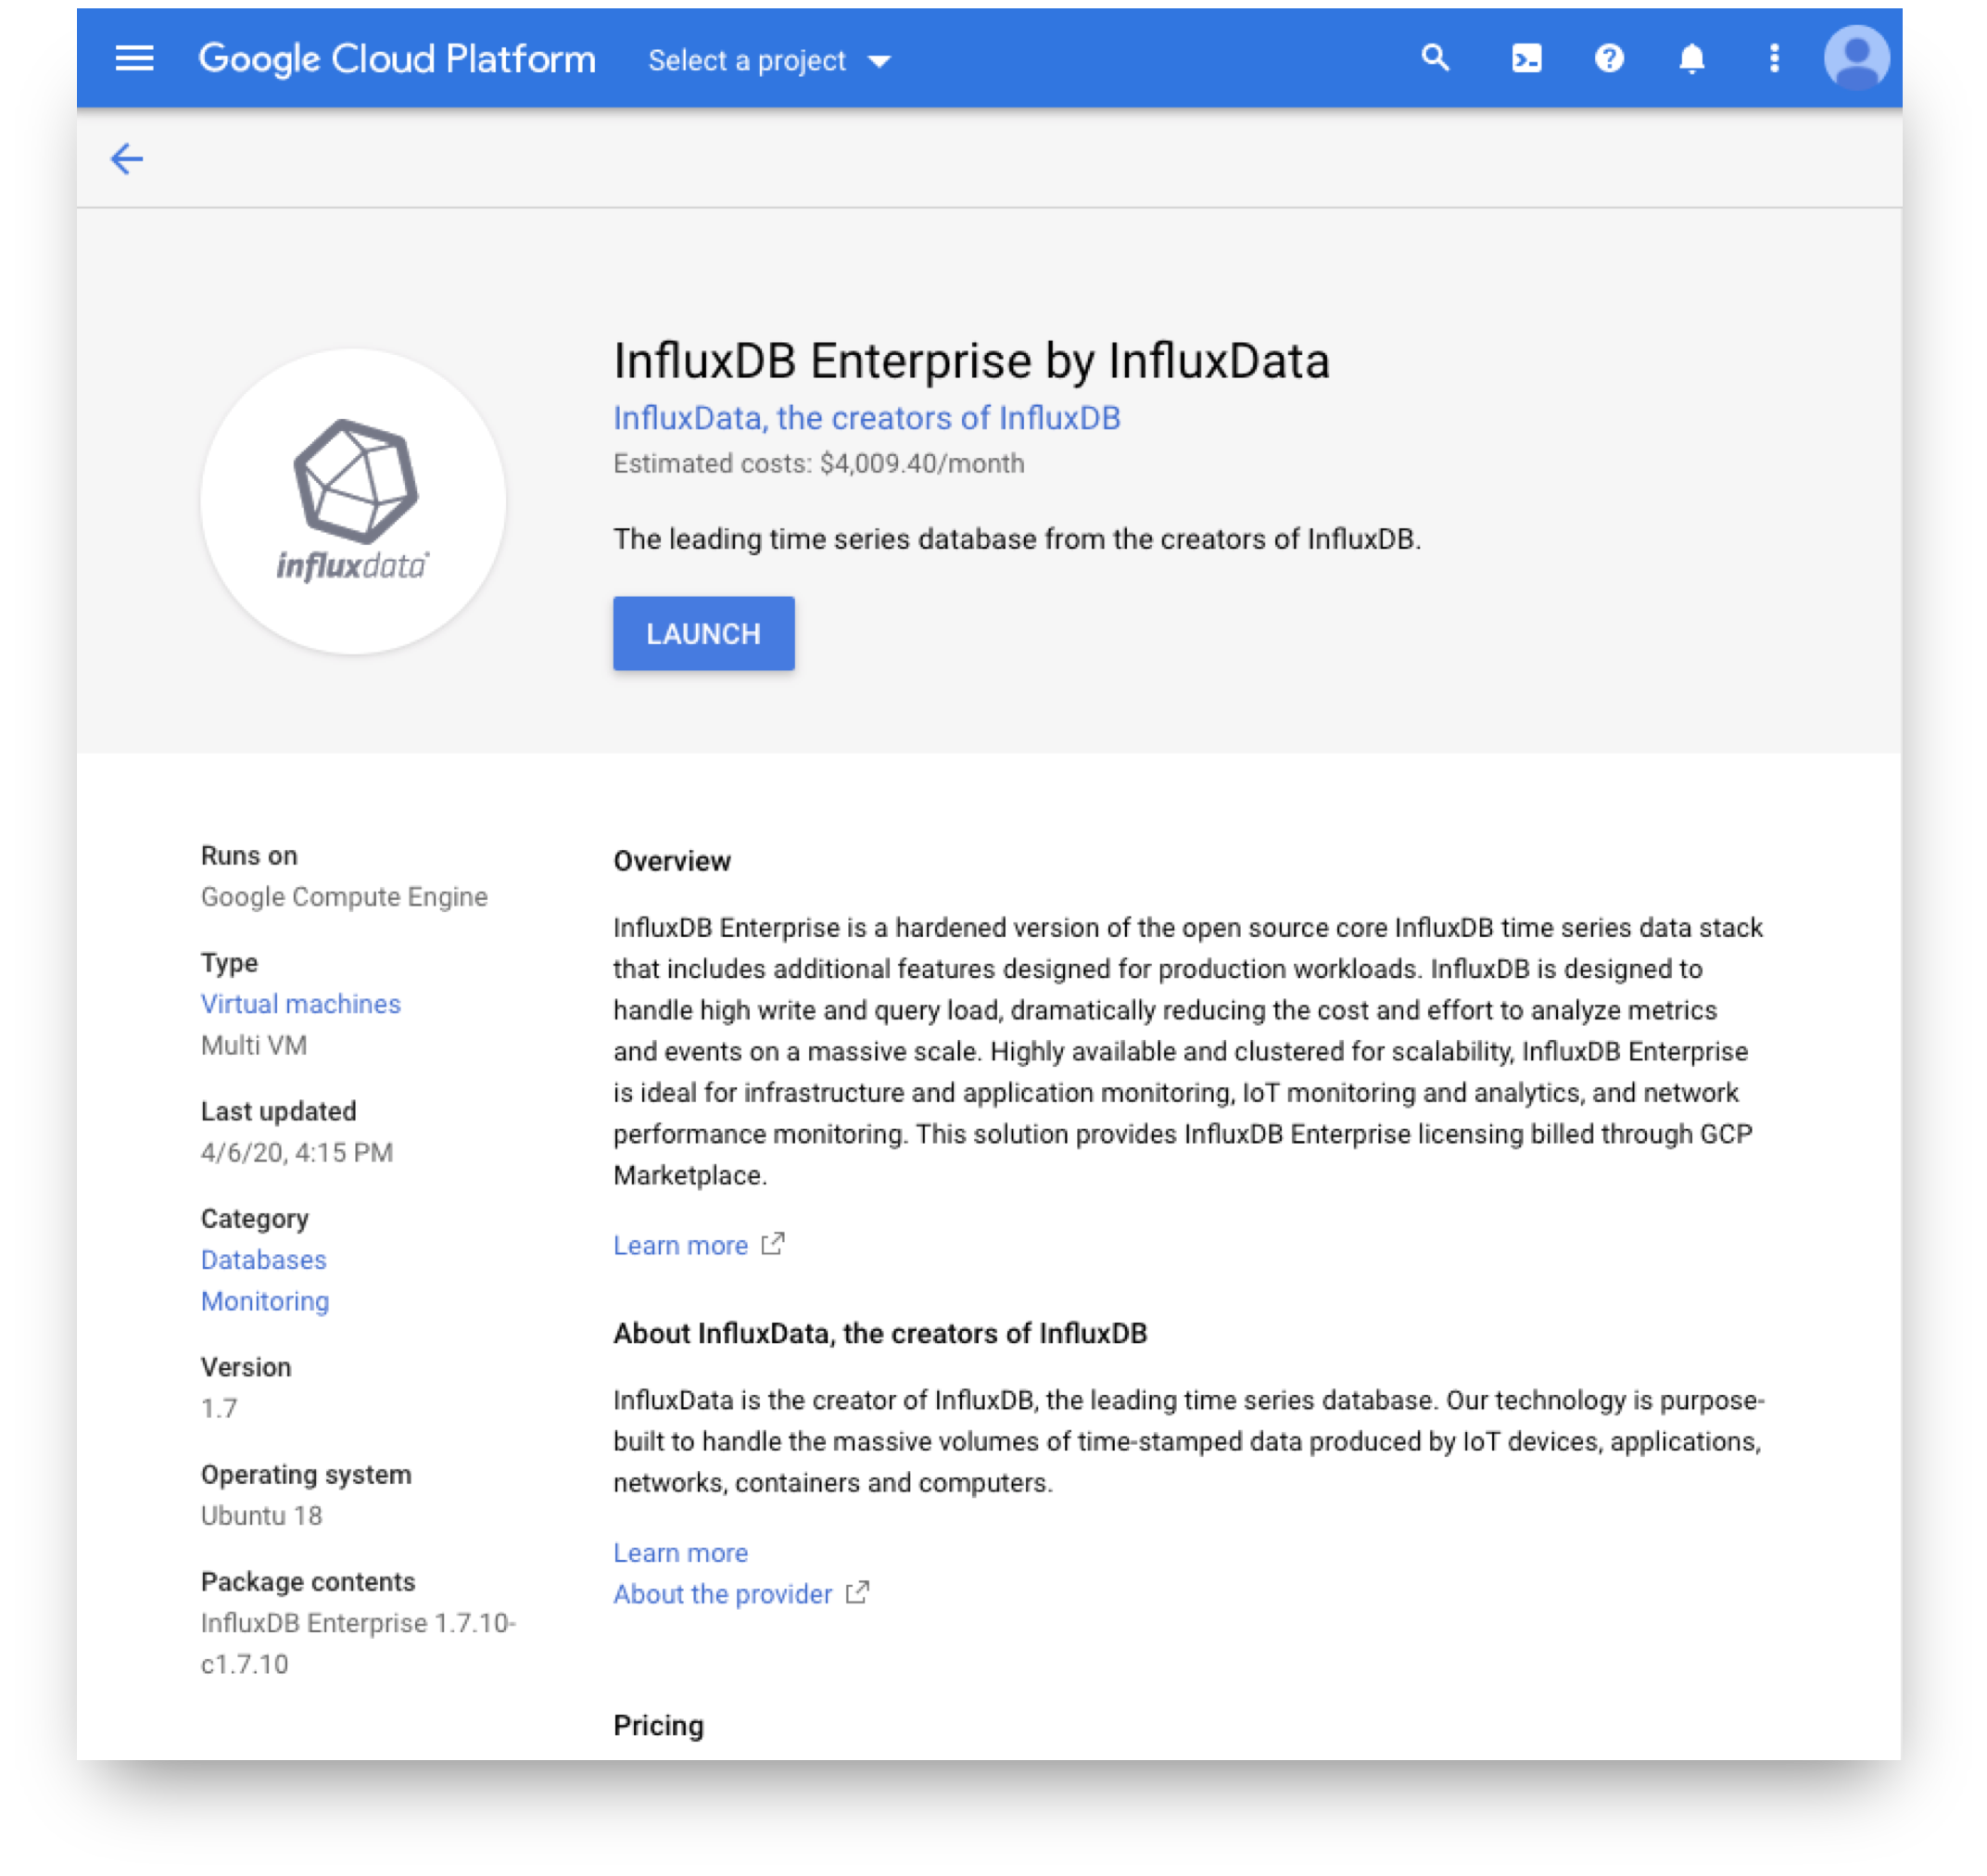 Google Cloud Platform
Select a project
InfluxDB Enterprise by InfluxData
InfluxData, the creators of InfluxDB
Estimated costs: $4,009.40/month
The leading time series database from the creators of InfluxDB.
influxdata
LAUNCH
Runs on
Google Compute Engine
Type
Virtual machines
Multi VM
Last updated
4/6/20, 4:15 PM
Category
Databases
Monitoring
Version
1.7
Operating system
Ubuntu 18
Package contents
InfluxDB Enterprise 1.7.10-
c1.7.10
Overview
InfluxDB Enterprise is a hardened version of the open source core InfluxDB time series data stack
that includes additional features designed for production workloads. InfluxDB is designed to
handle high write and query load, dramatically reducing the cost and effort to analyze metrics
and events on a massive scale. Highly available and clustered for scalability, InfluxDB Enterprise
is ideal for infrastructure and application monitoring, IoT monitoring and analytics, and network
performance monitoring. This solution provides InfluxDB Enterprise licensing billed through GCP
Marketplace.
Learn more
About InfluxData, the creators of InfluxDB
InfluxData is the creator of InfluxDB, the leading time series database. Our technology is purpose-
built to handle the massive volumes of time-stamped data produced by IoT devices, applications,
networks, containers and computers.
Learn more
About the provider
Pricing